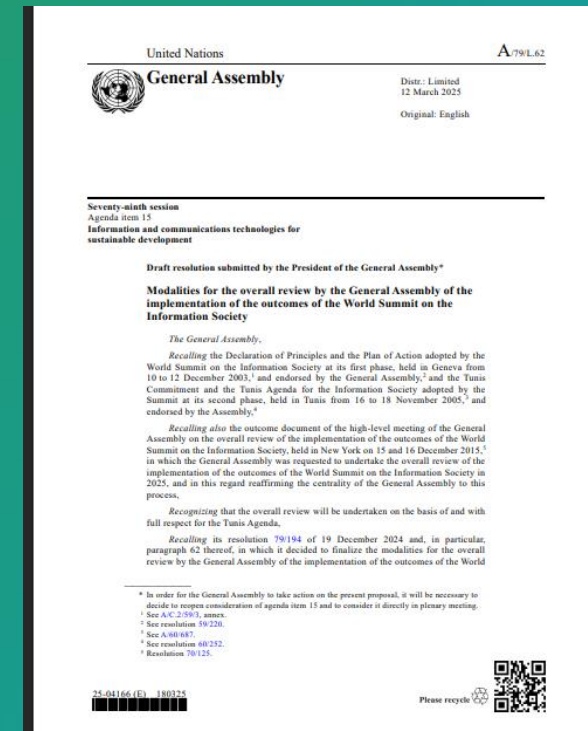 United Nations
A/79/L.62
General Assembly
Distr.: Limited
12 March 2025
Original: English
Seventy-ninth session
Agenda item 15
Information and communications technologies for
sustainable development
Draft resolution submitted by the President of the General Assembly*
Modalities for the overall review by the General Assembly of the
implementation of the outcomes of the World Summit on the
Information Society
The General Assembly,
Recalling the Declaration of Principles and the Plan of Action adopted by the
World Summit on the Information Society at its first phase, held in Geneva from
10 to 12 December 2003,¹ and endorsed by the General Assembly,² and the Tunis
Commitment and the Tunis Agenda for the Information Society adopted by the
Summit at its second phase, held in Tunis from 16 to 18 November 2005,³ and
endorsed by the Assembly,⁴
Recalling also the outcome document of the high-level meeting of the General
Assembly on the overall review of the implementation of the outcomes of the World
Summit on the Information Society, held in New York on 15 and 16 December 2015,⁵
in which the General Assembly was requested to undertake the overall review of the
implementation of the outcomes of the World Summit on the Information Society in
2025, and in this regard reaffirming the centrality of the General Assembly to this
process,
Recognizing that the overall review will be undertaken on the basis of and with
full respect for the Tunis Agenda,
Recalling its resolution 79/194 of 19 December 2024 and, in particular,
paragraph 62 thereof, in which it decided to finalize the modalities for the overall
review by the General Assembly of the implementation of the outcomes of the World
* In order for the General Assembly to take action on the present proposal, it will be necessary to
decide to reopen consideration of agenda item 15 and to consider it directly in plenary meeting.
¹ See A/C.2/59/3, annex.
² See resolution 59/220.
³ See A/60/687.
⁴ See resolution 60/252.
⁵ Resolution 70/125.
25-04166 (E) 180325
Please recycle